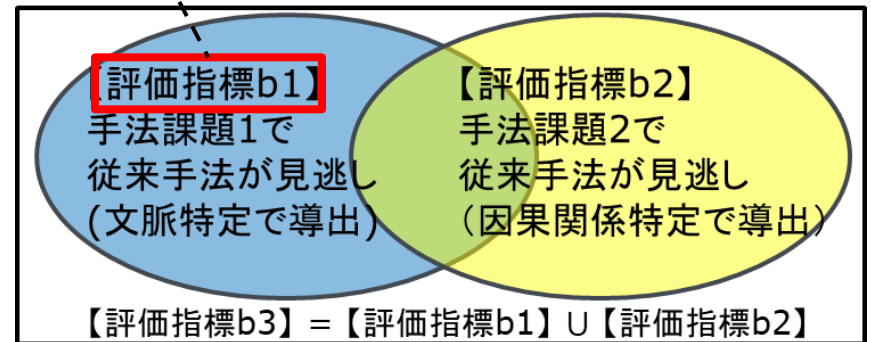 【評価指標b1】
手法課題1で
従来手法が見逃し
(文脈特定で導出)
【評価指標b2】
手法課題2で
従来手法が見逃し
（因果関係特定で導出）
【評価指標b3】=【評価指標b1】∪【評価指標b2】